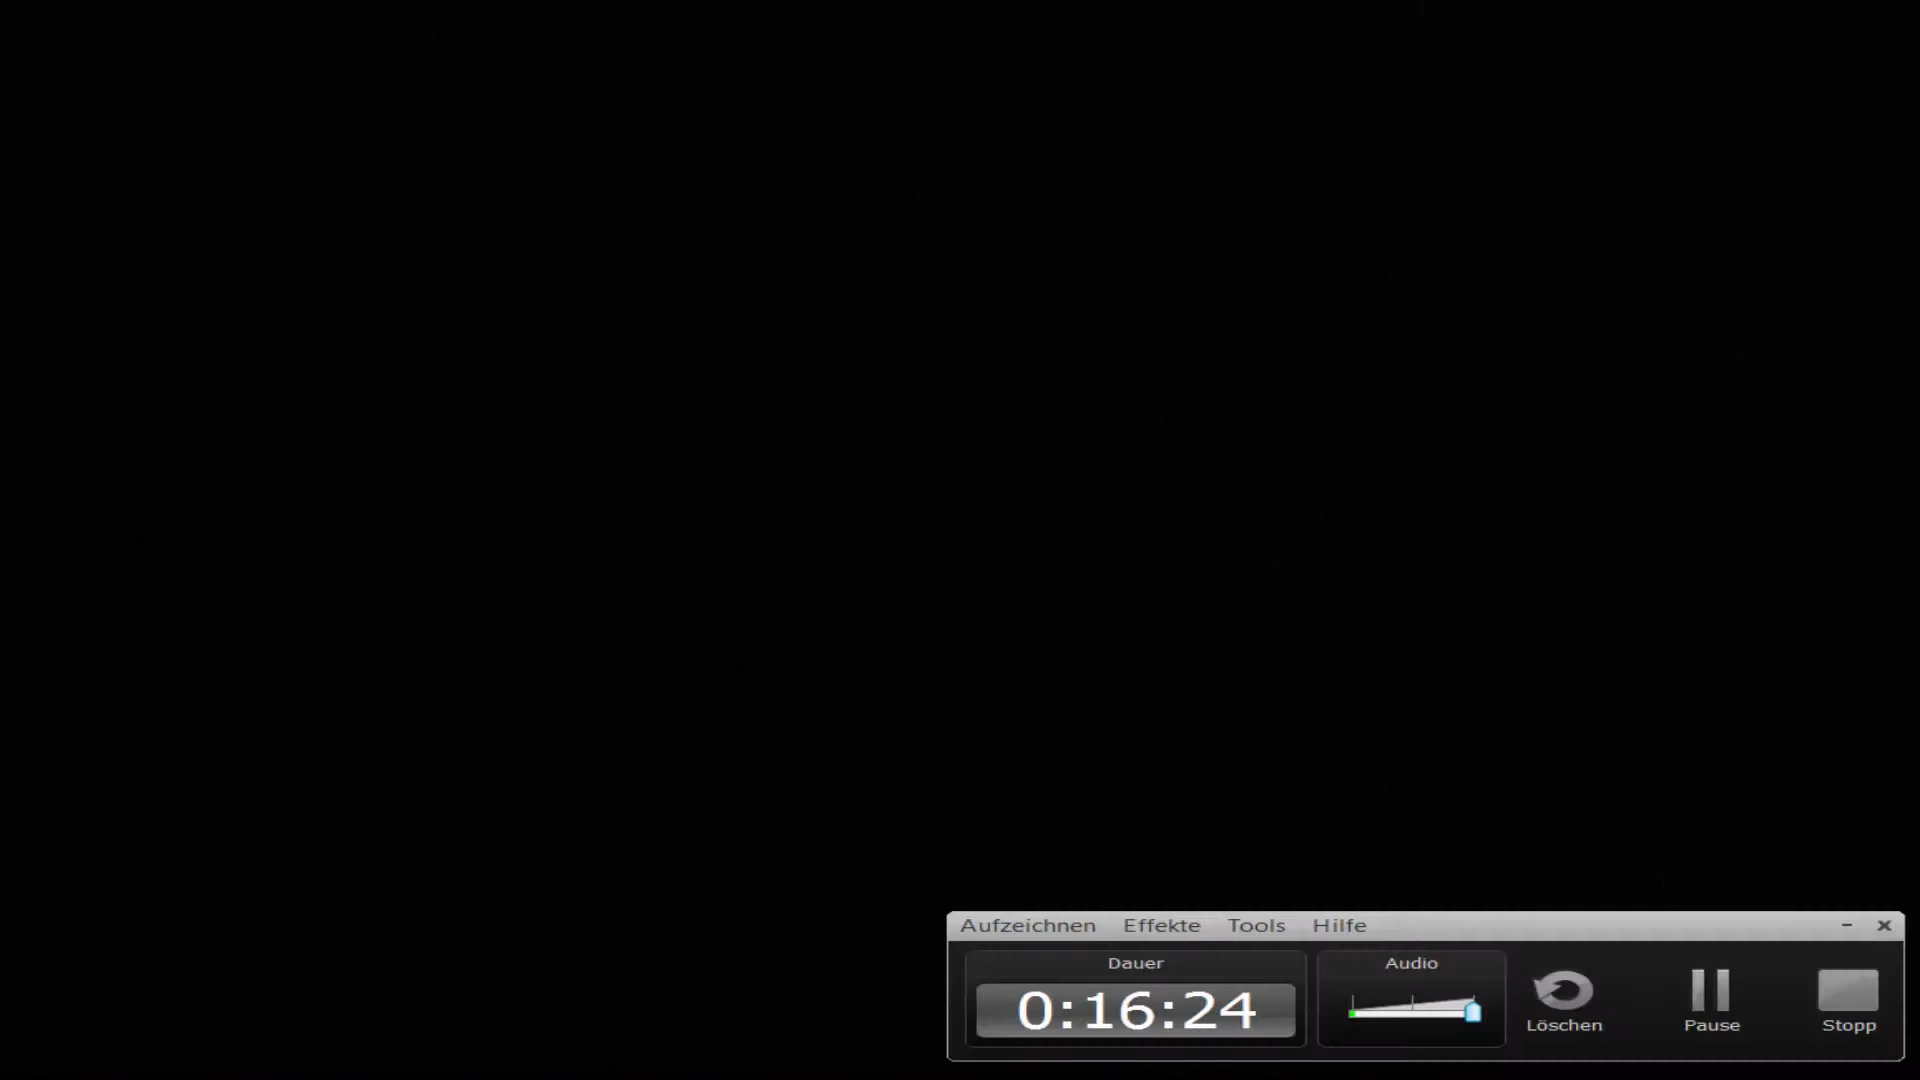 Aufzeichnen Effekte Tools Hilfe
Dauer
0:16:24
Audio
Löschen
Pause
Stopp